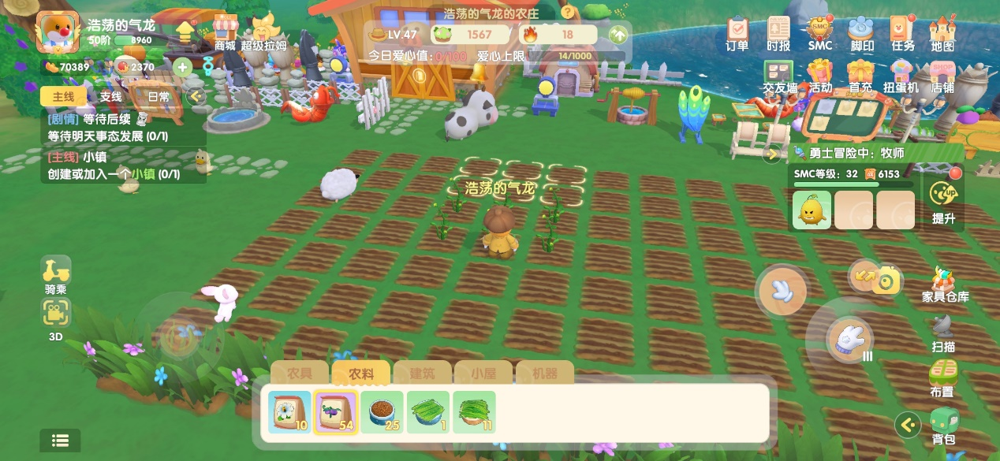 浩荡的气龙
50阶 8960
70389
2370
商城
超级拉姆
浩荡的气龙的农庄
?
LV.47
1567
18
今日爱心值:0/100
爱心上限
14/1000
订单
时报
SMC
SMC
脚印
任务
地图
交友墙
活动
首充
扭蛋机
SHOP
店铺
主线
支线
日常
[剧情] 等待后续
等待明天事态发展 (0/1)
[主线] 小镇
创建或加入一个小镇 (0/1)
勇士冒险中: 牧师
SMC等级: 32
6153
UP
提升
浩荡的气龙
骑乘
3D
家具仓库
扫描
布置
背包
III
农具
农料
建筑
小屋
机器
10
54
25
1
11